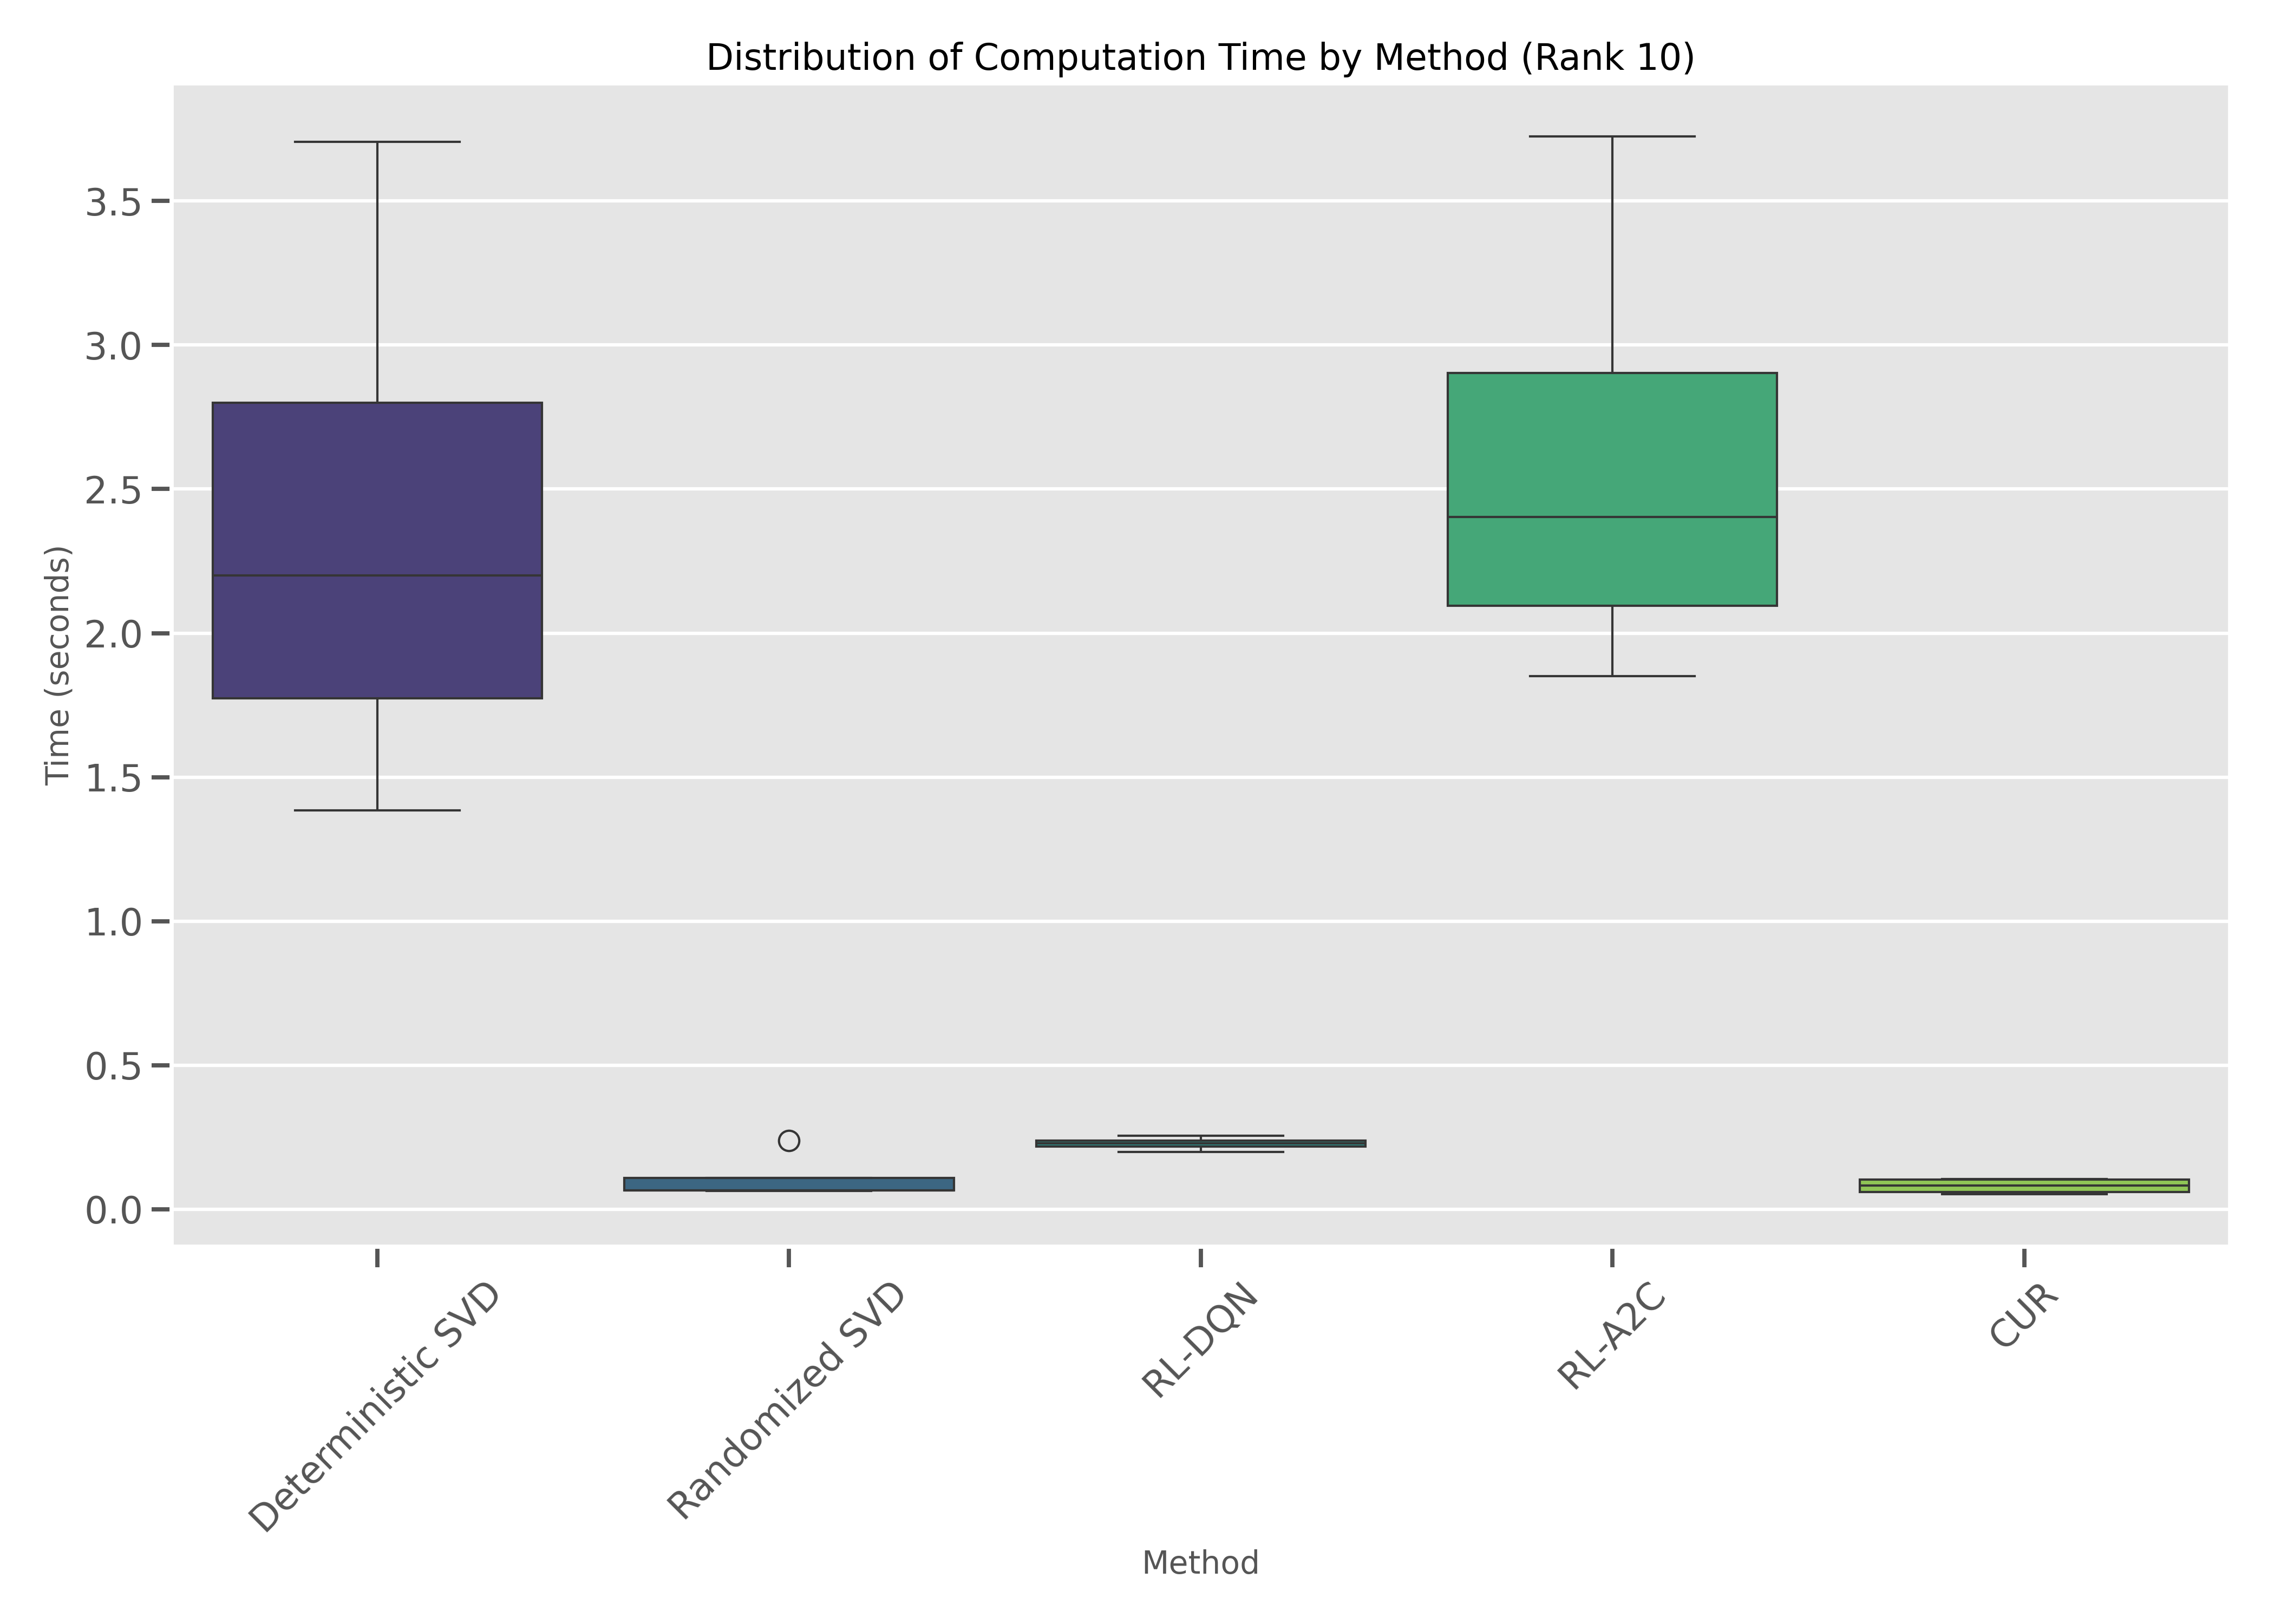 Distribution of Computation Time by Method (Rank 10)
Time (seconds)
3.5
3.0
2.5
2.0
1.5
1.0
0.5
0.0
Deterministic SVD
Randomized SVD
RL-DQN
RL-A2C
CUR
Method